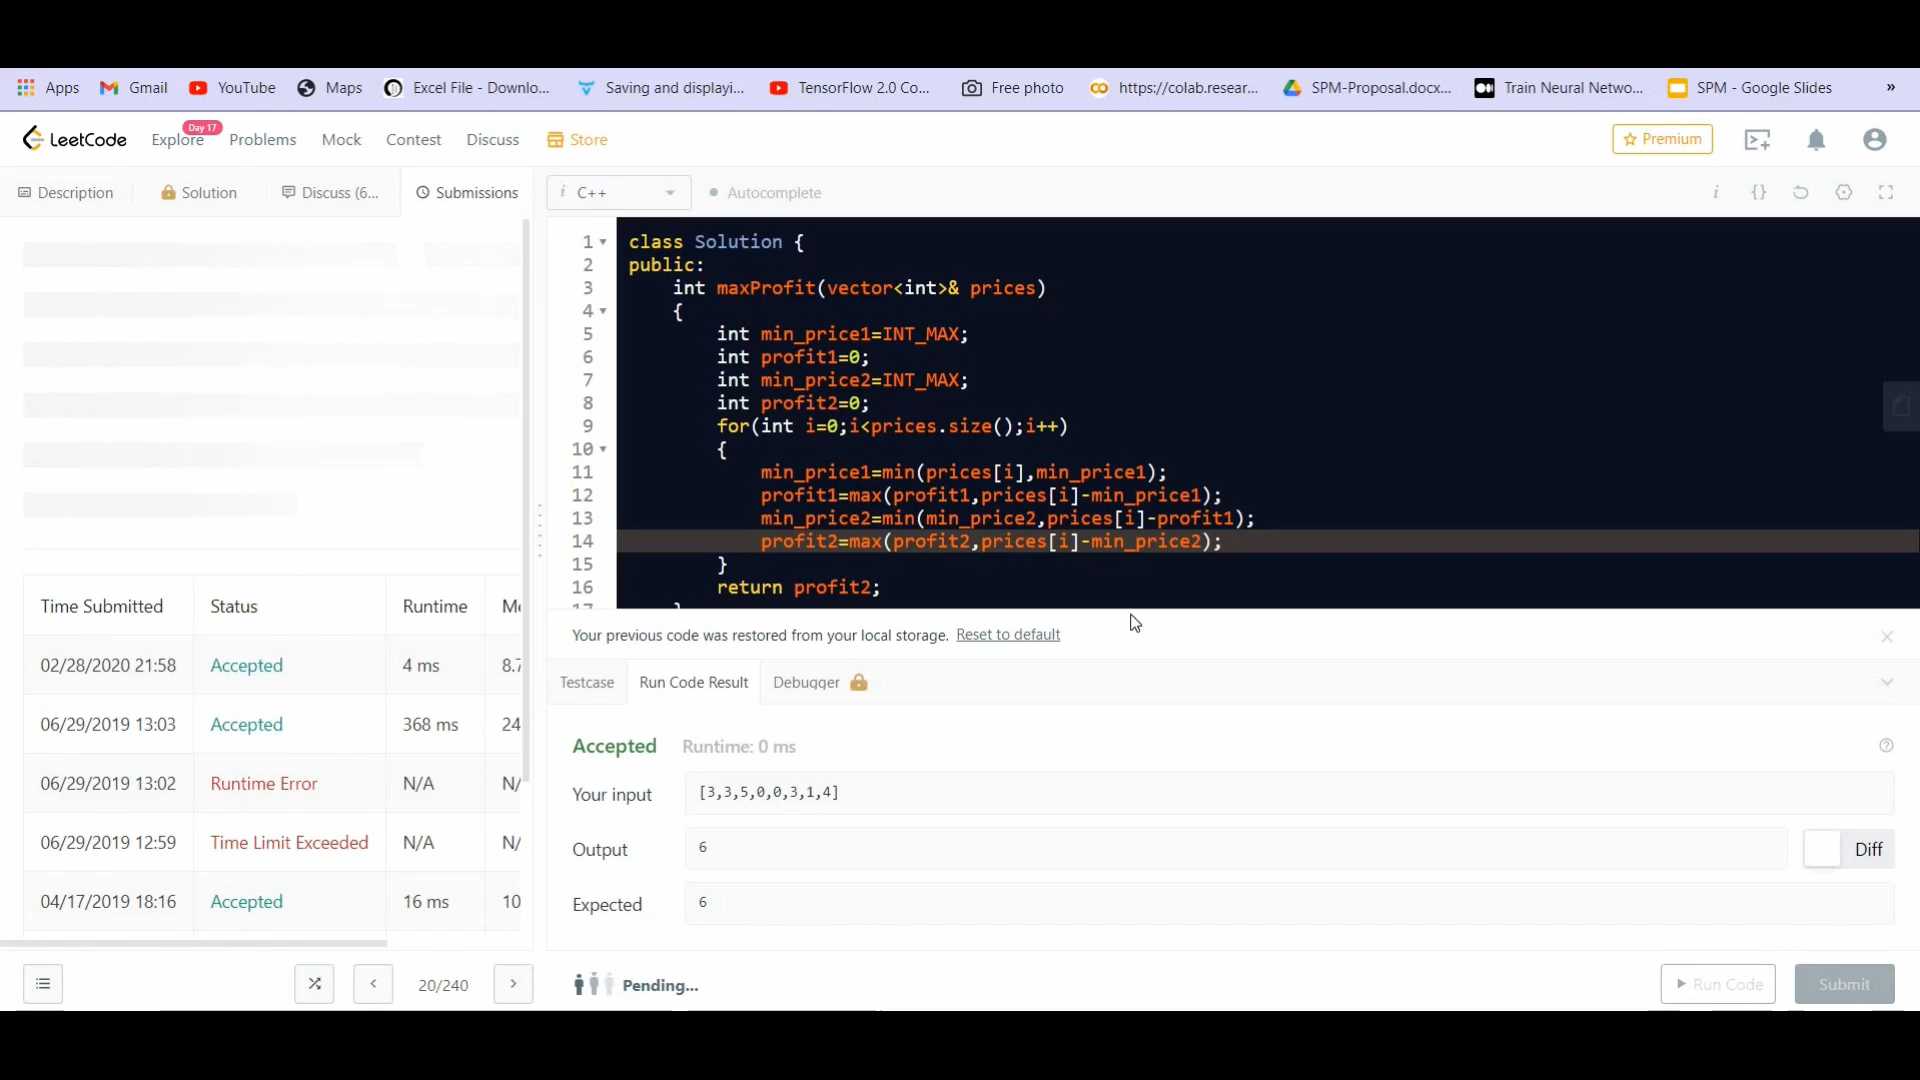 Apps Gmail YouTube Maps Excel File - Downlo... Saving and displayi... TensorFlow 2.0 Co... Free photo https://colab.resear... SPM-Proposal.docx... Train Neural Netwo... SPM - Google Slides »
LeetCode Explore Day 17 Problems Mock Contest Discuss Store Premium
Description Solution Discuss (6... Submissions
i C++ Autocomplete i {}
1 class Solution {
2 public:
3 int maxProfit(vector<int>& prices)
4 {
5 int min_price1=INT_MAX;
6 int profit1=0;
7 int min_price2=INT_MAX;
8 int profit2=0;
9 for(int i=0;i<prices.size();i++)
10 {
11 min_price1=min(prices[i],min_price1);
12 profit1=max(profit1,prices[i]-min_price1);
13 min_price2=min(min_price2,prices[i]-profit1);
14 profit2=max(profit2,prices[i]-min_price2);
15 }
16 return profit2;
Your previous code was restored from your local storage. Reset to default
Testcase Run Code Result Debugger
Accepted Runtime: 0 ms
Your input [3,3,5,0,0,3,1,4]
Output 6 Diff
Expected 6
Time Submitted Status Runtime
02/28/2020 21:58 Accepted 4 ms 8.7
06/29/2019 13:03 Accepted 368 ms 24
06/29/2019 13:02 Runtime Error N/A N/
06/29/2019 12:59 Time Limit Exceeded N/A N/
04/17/2019 18:16 Accepted 16 ms 10
< 20/240 >
Pending... Run Code Submit